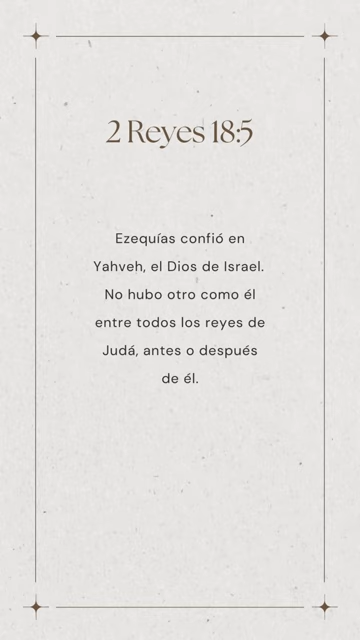 2 Reyes 18:5
Ezequías confió en
Yahveh, el Dios de Israel.
No hubo otro como él
entre todos los reyes de
Judá, antes o después
de él.